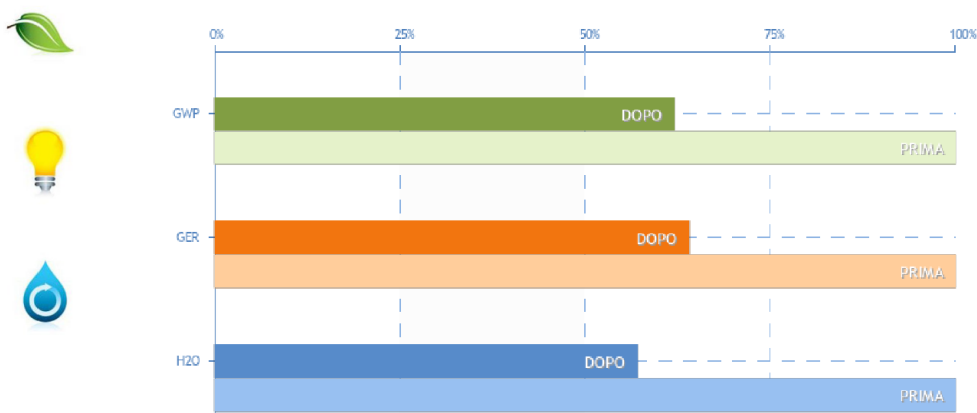 0% 25% 50% 75% 100%
GWP DOPO
PRIMA
GER DOPO
PRIMA
H2O DOPO
PRIMA